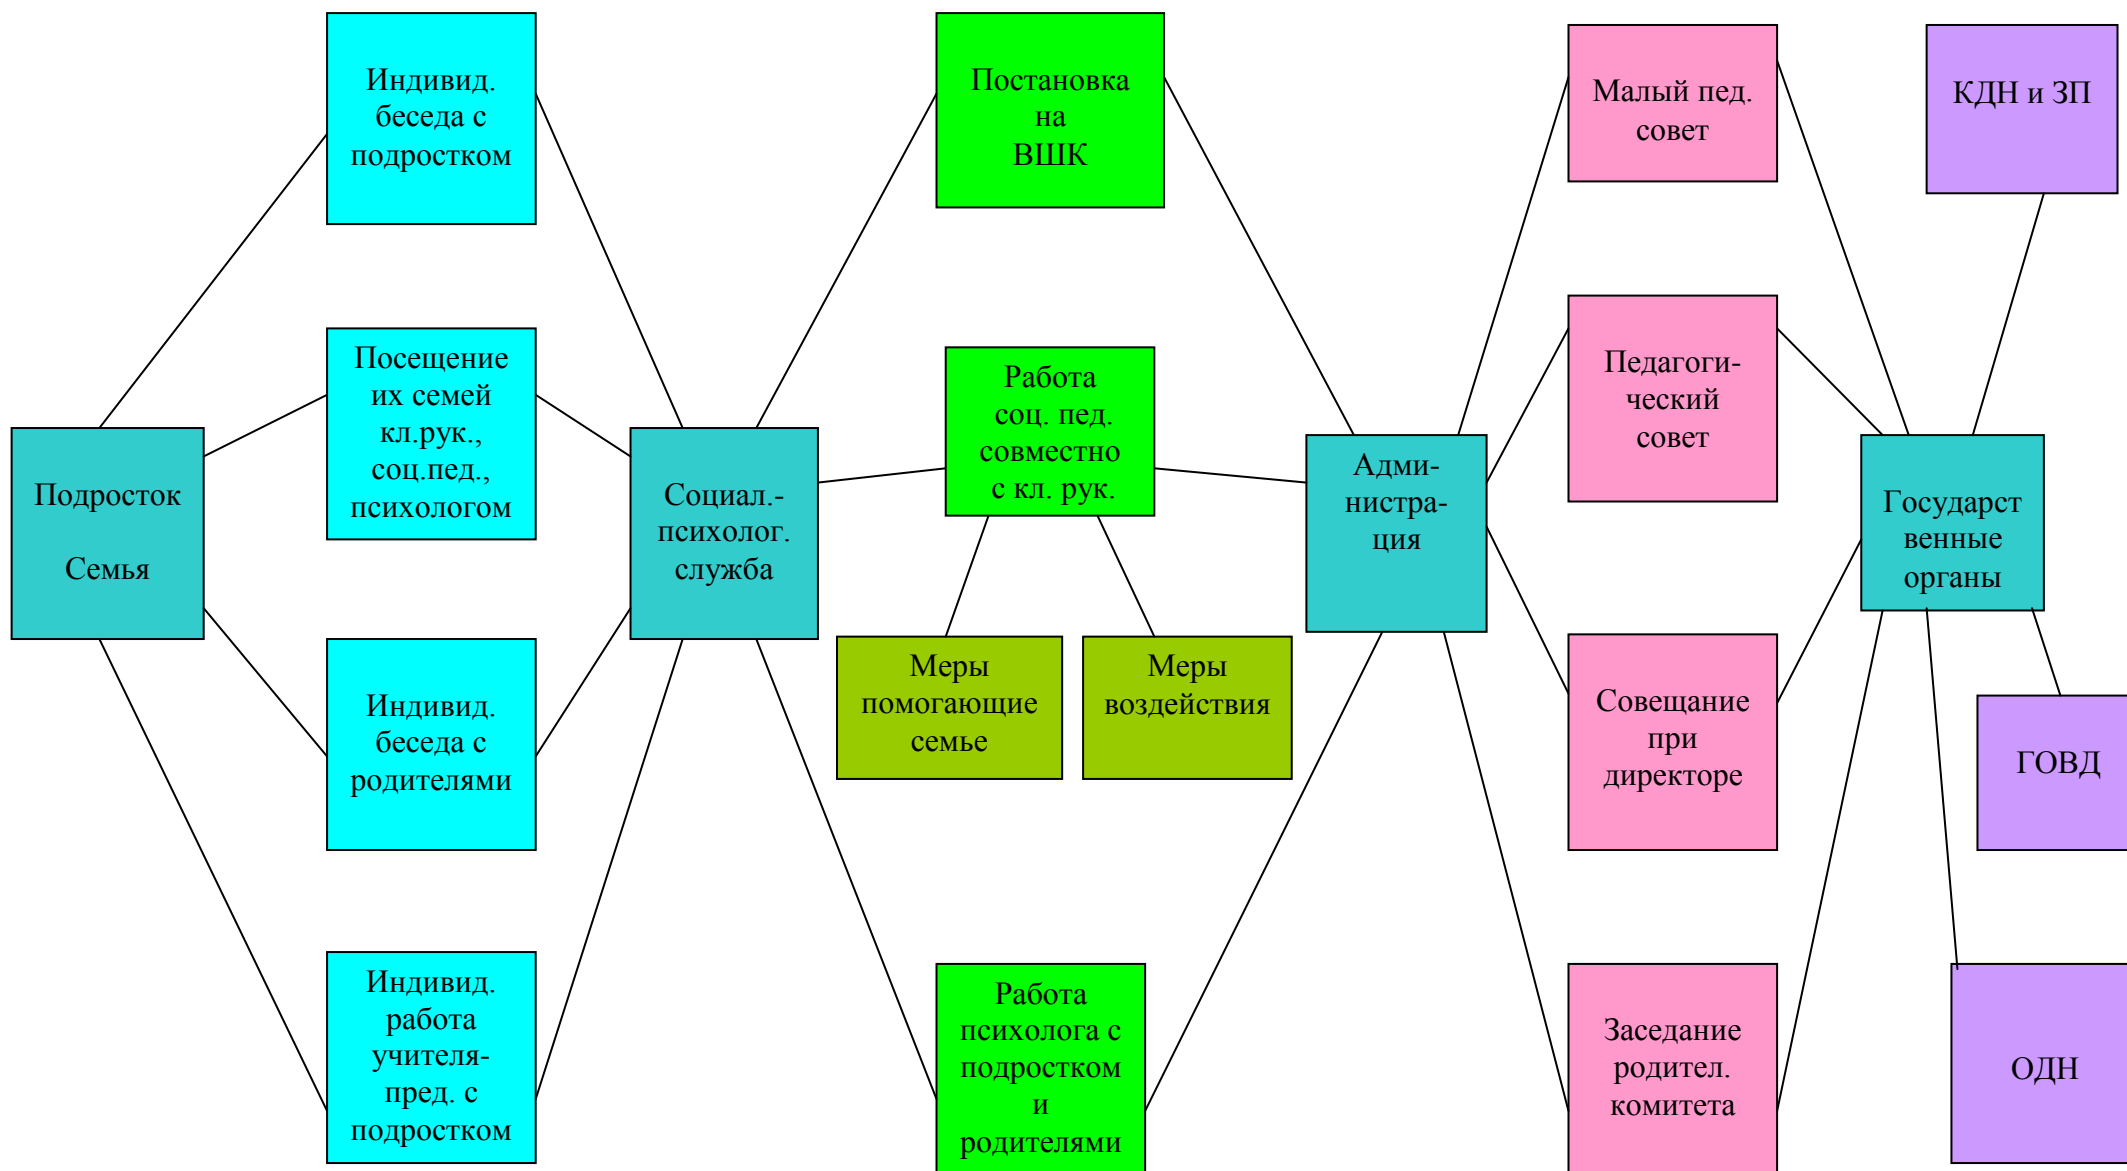 Индивид.
беседа с
подростком
Постановка
на
ВШК
Малый пед.
совет
КДН и ЗП
Посещение
их семей
кл.рук.,
соц.пед.,
психологом
Работа
соц. пед.
совместно
с кл. рук.
Педагоги-
ческий
совет
Подросток
Семья
Социал.-
психолог.
служба
Адми-
нистра-
ция
Государст
венные
органы
Индивид.
беседа с
родителями
Меры
помогающие
семье
Меры
воздействия
Совещание
при
директоре
ГОВД
Индивид.
работа
учителя-
пред. с
подростком
Работа
психолога с
подростком
и
родителями
Заседание
родител.
комитета
ОДН